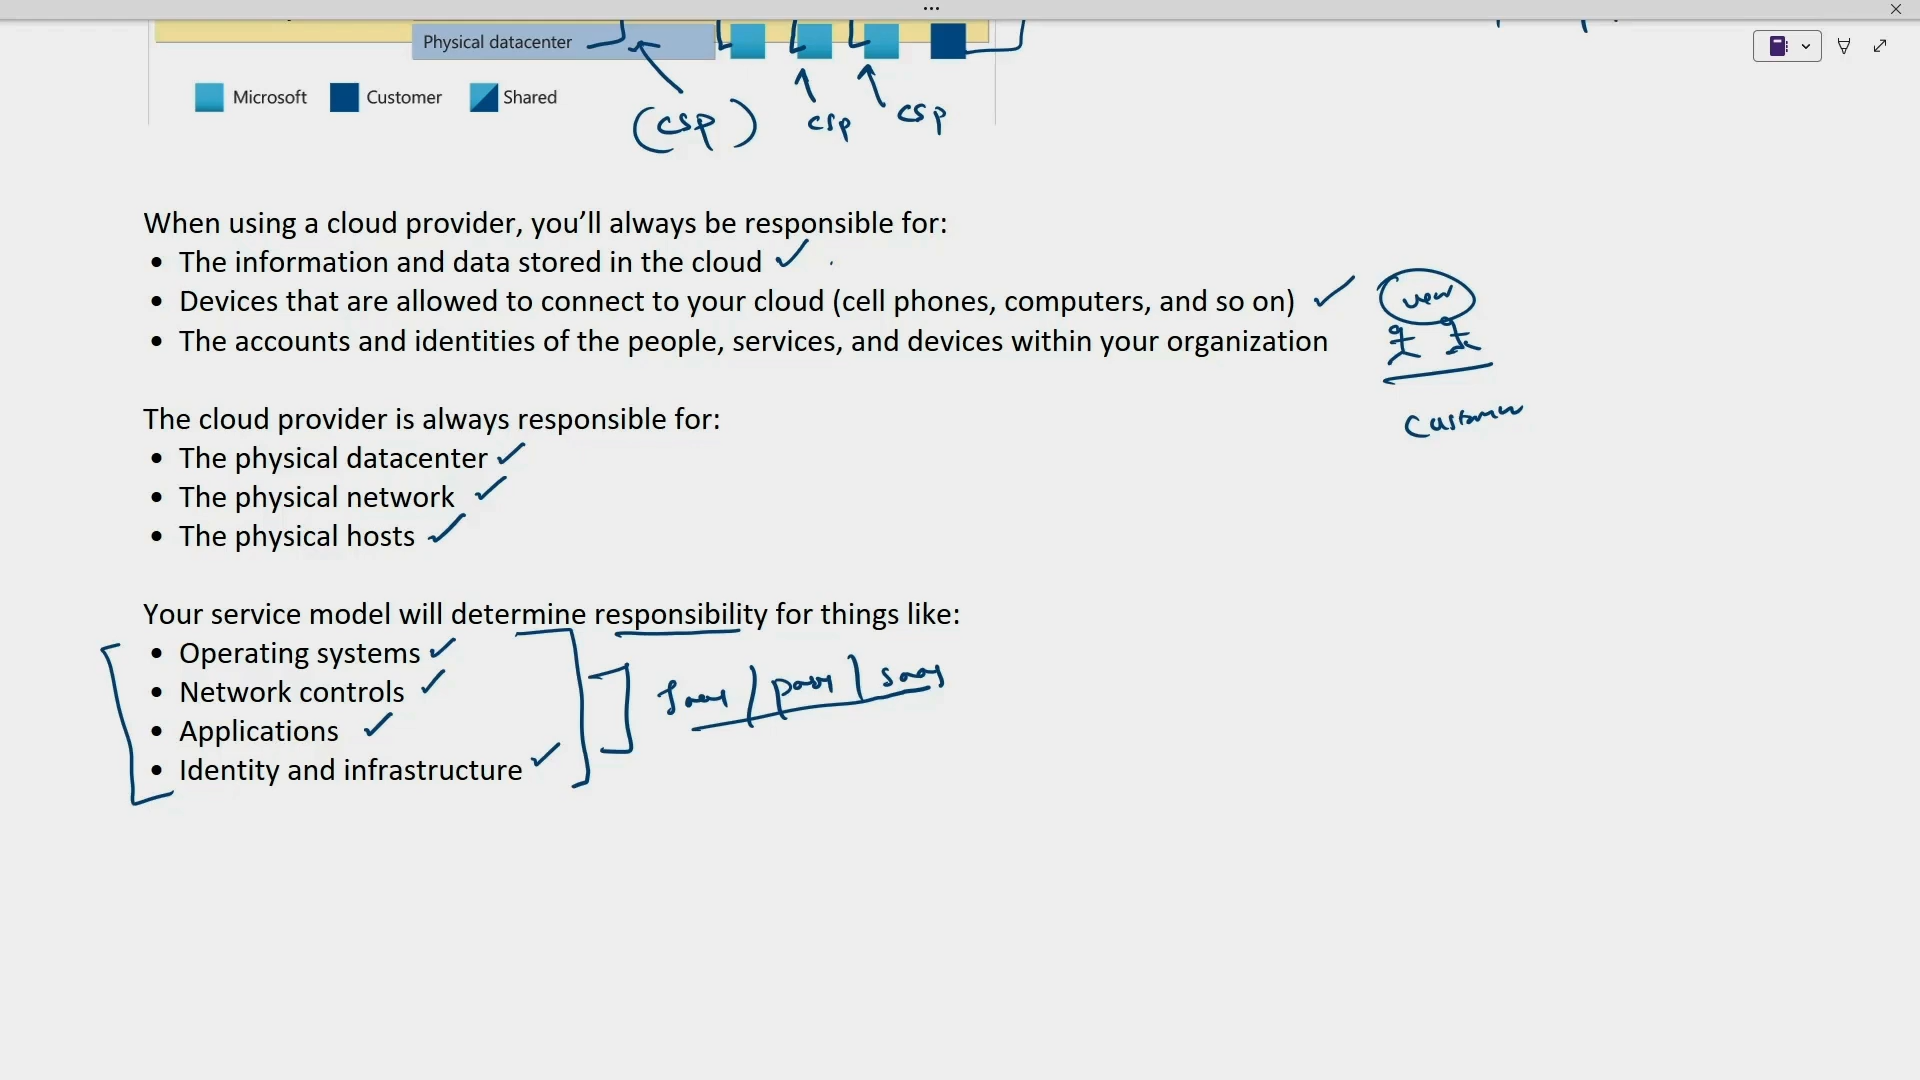 Physical datacenter
Microsoft Customer Shared
(csp) csp csp
When using a cloud provider, you’ll always be responsible for:
• The information and data stored in the cloud
• Devices that are allowed to connect to your cloud (cell phones, computers, and so on)
user
• The accounts and identities of the people, services, and devices within your organization
Customer
The cloud provider is always responsible for:
• The physical datacenter
• The physical network
• The physical hosts
Your service model will determine responsibility for things like:
• Operating systems
• Network controls
Iaas / paas / saas
• Applications
• Identity and infrastructure